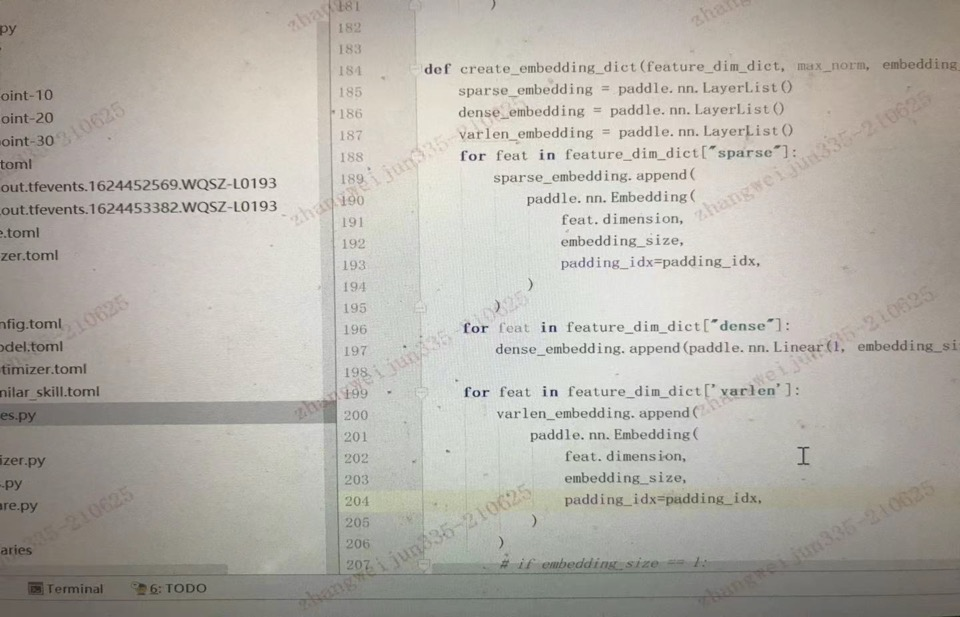 py
oint-10
oint-20
oint-30
toml
out.tfevents.1624452569.WQSZ-L0193
out.tfevents.1624453382.WQSZ-L0193
e.toml
zer.toml
nfig.toml
odel.toml
timizer.toml
milar_skill.toml
es.py
izer.py
.py
are.py
aries
181 )
182
183
184 def create_embedding_dict(feature_dim_dict, max_norm, embedding_
185 sparse_embedding = paddle.nn.LayerList()
186 dense_embedding = paddle.nn.LayerList()
187 varlen_embedding = paddle.nn.LayerList()
188 for feat in feature_dim_dict["sparse"]:
189 sparse_embedding.append(
190 paddle.nn.Embedding(
191 feat.dimension,
192 embedding_size,
193 padding_idx=padding_idx,
194 )
195 )
196 for feat in feature_dim_dict["dense"]:
197 dense_embedding.append(paddle.nn.Linear(1, embedding_si
198
199 for feat in feature_dim_dict['varlen']:
200 varlen_embedding.append(
201 paddle.nn.Embedding(
202 feat.dimension,
203 embedding_size,
204 padding_idx=padding_idx,
205 )
206 )
207 # if embedding_size == 1:
Terminal 6: TODO
zhangweijun335-210625